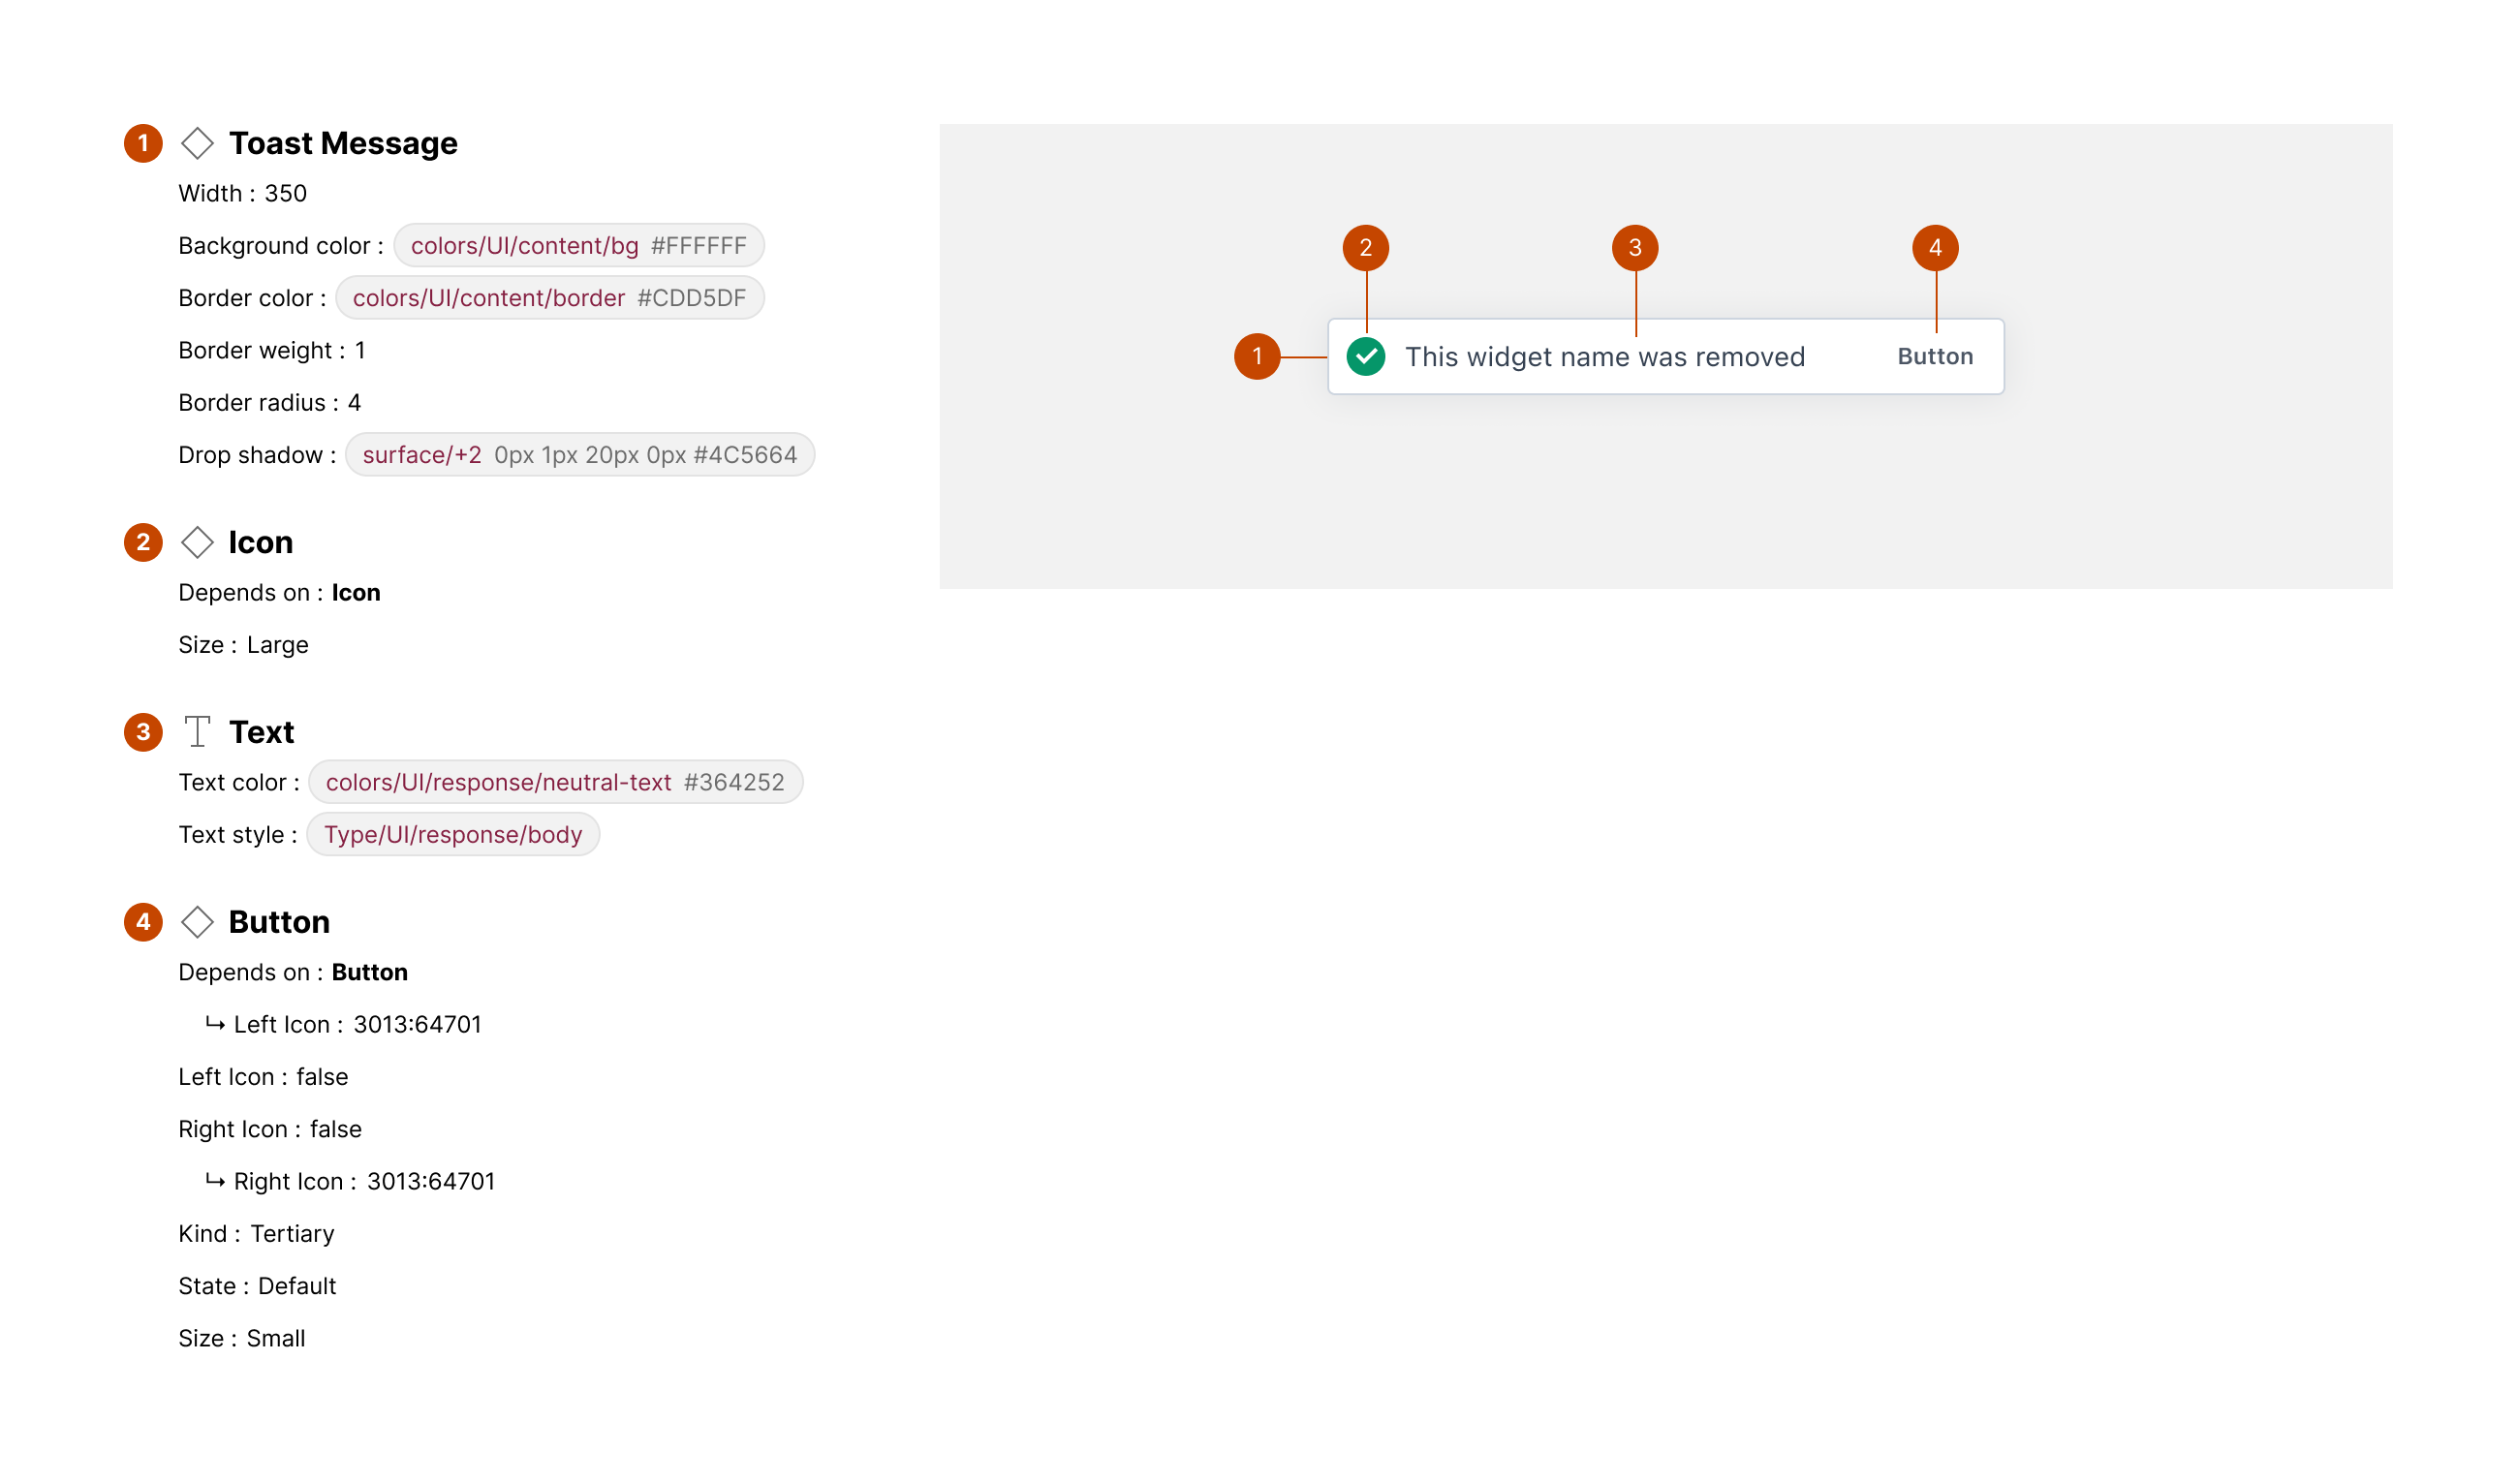 1 Toast Message
Width : 350
Background color : colors/UI/content/bg #FFFFFF
Border color : colors/UI/content/border #CDD5DF
Border weight : 1
Border radius : 4
Drop shadow : surface/+2 0px 1px 20px 0px #4C5664
2 Icon
Depends on : Icon
Size : Large
3 Text
Text color : colors/UI/response/neutral-text #364252
Text style : Type/UI/response/body
4 Button
Depends on : Button
↳ Left Icon : 3013:64701
Left Icon : false
Right Icon : false
↳ Right Icon : 3013:64701
Kind : Tertiary
State : Default
Size : Small
2 3 4
1 This widget name was removed Button